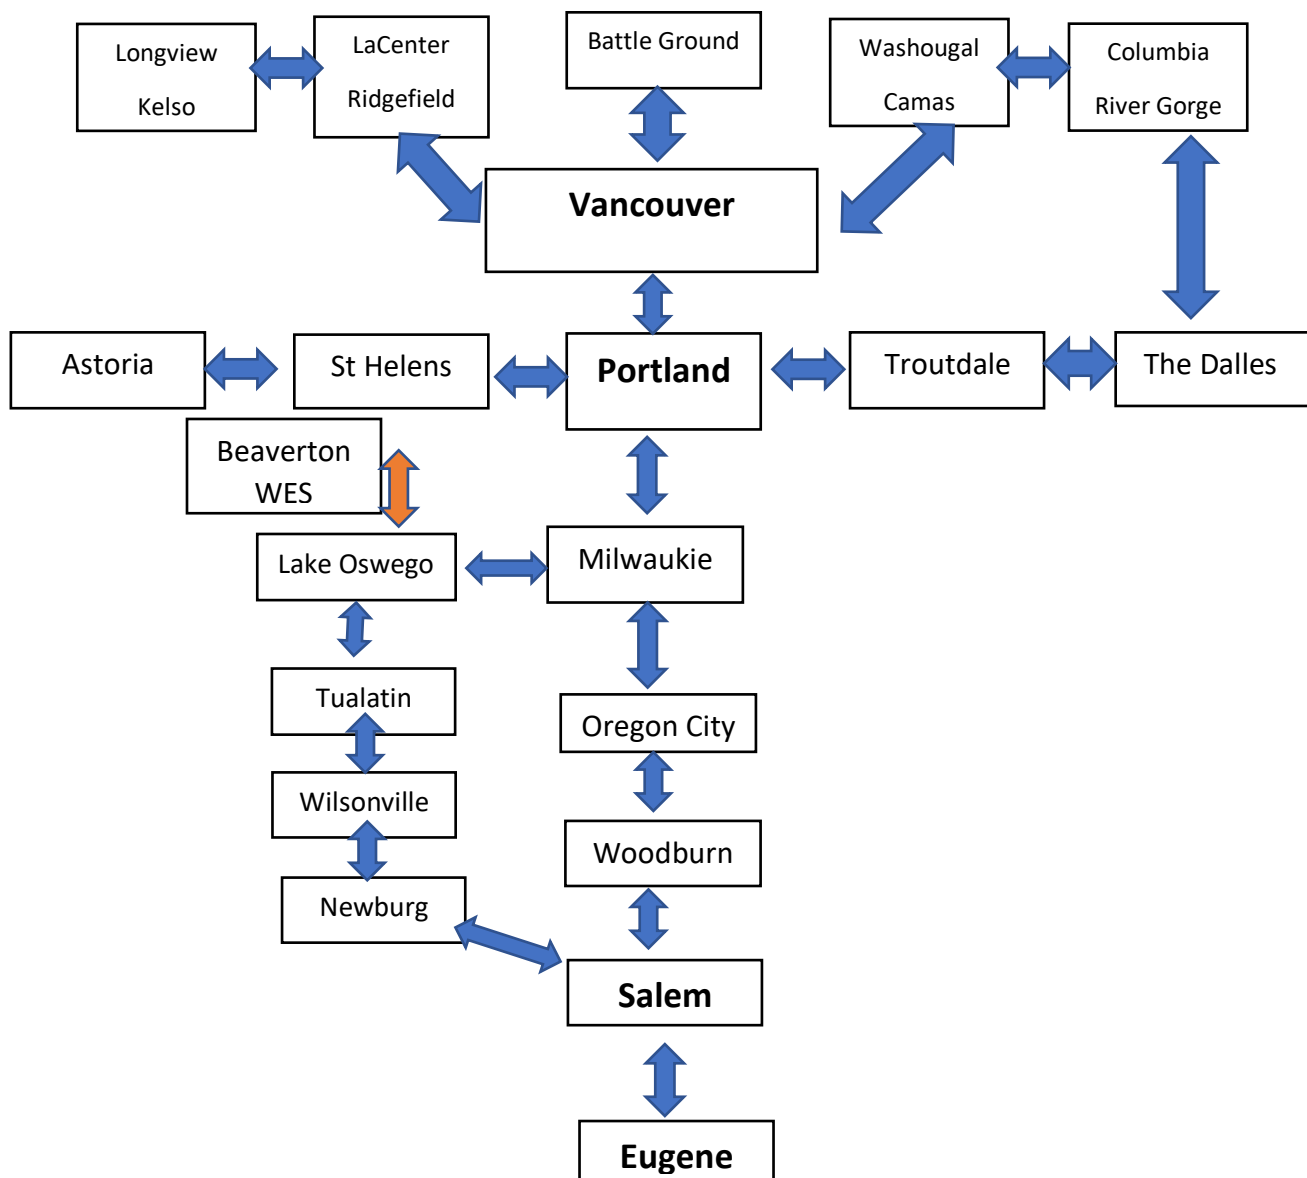 Longview
Kelso
LaCenter
Ridgefield
Battle Ground
Washougal
Camas
Columbia
River Gorge
Vancouver
Astoria
St Helens
Portland
Troutdale
The Dalles
Beaverton
WES
Lake Oswego
Milwaukie
Tualatin
Oregon City
Wilsonville
Woodburn
Newburg
Salem
Eugene